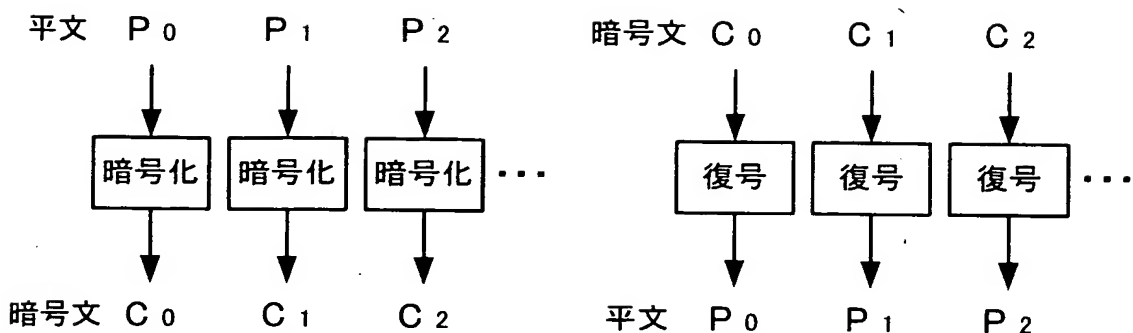 平文 P0 P1 P2
暗号化 暗号化 暗号化 ･･･
暗号文 C0 C1 C2
暗号文 C0 C1 C2
復号 復号 復号 ･･･
平文 P0 P1 P2